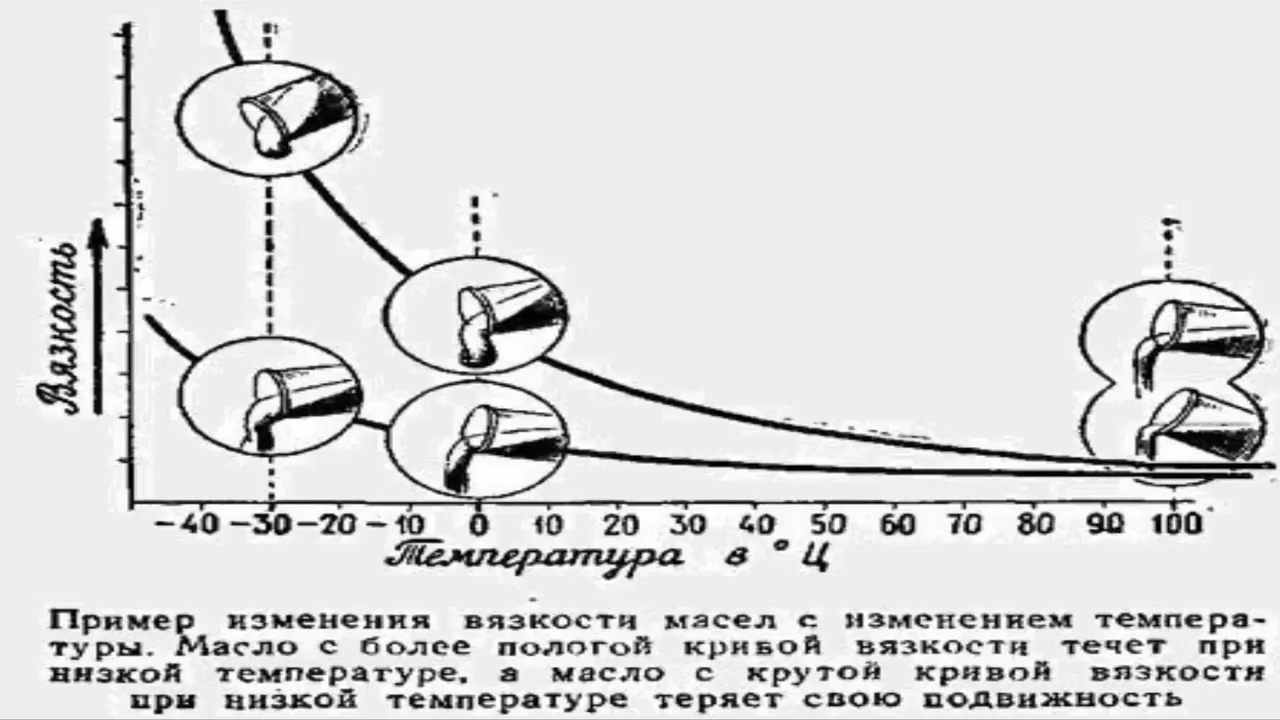 Вязкость
-40 -30 -20 -10 0 10 20 30 40 50 60 70 80 90 100
Температура в ° Ц
Пример изменения вязкости масел с изменением темпера-
туры. Масло с более пологой кривой вязкости течет при
низкой температуре, а масло с крутой кривой вязкости
при низкой температуре теряет свою подвижность